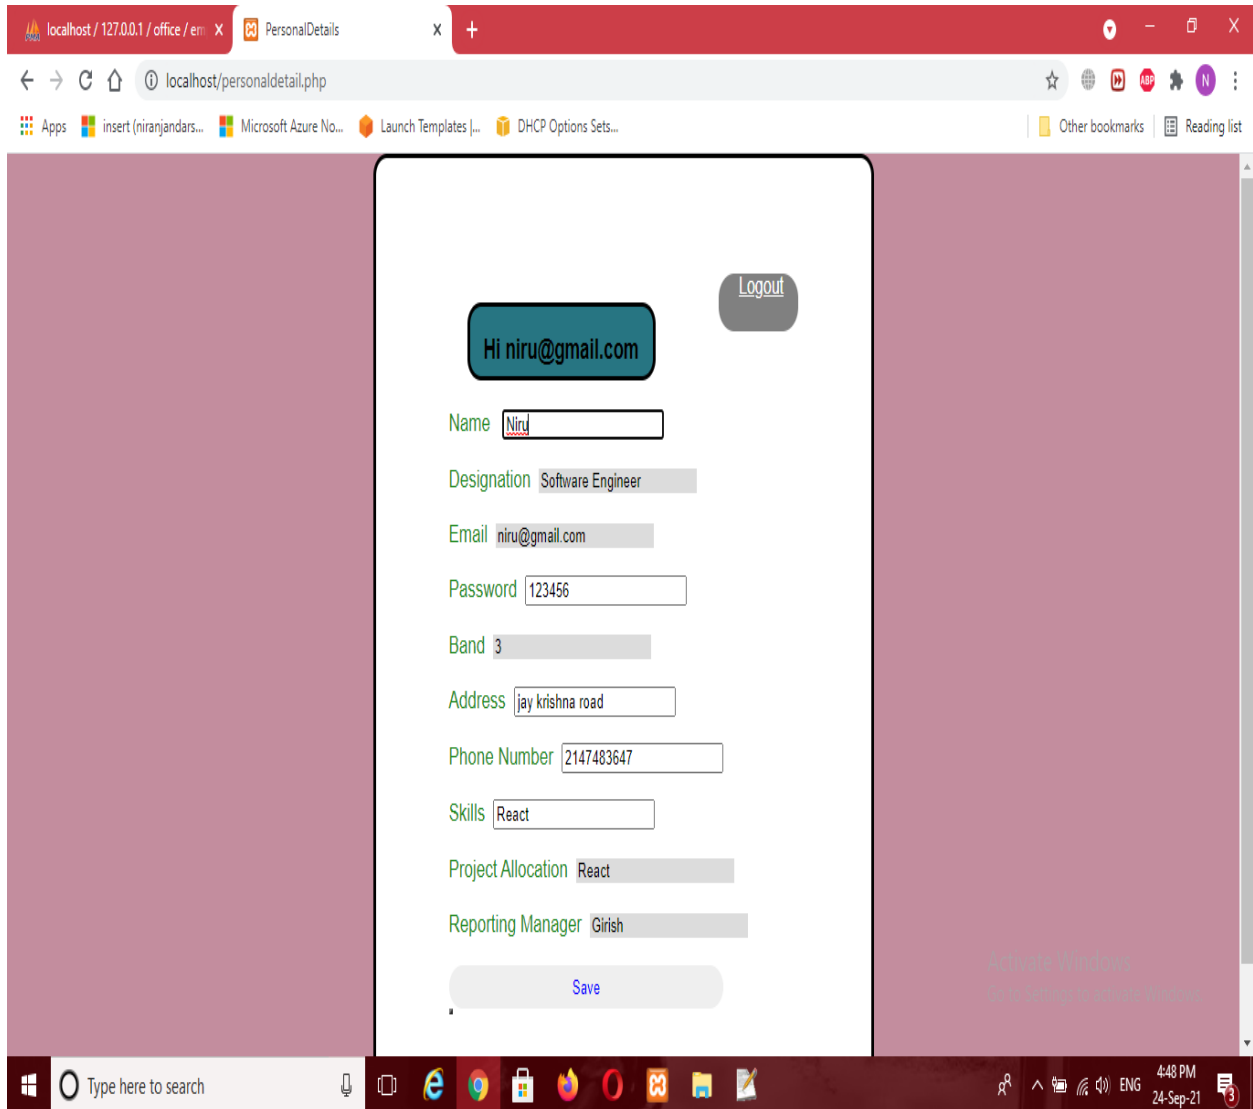 localhost / 127.0.0.1 / office / em
PersonalDetails
localhost/personaldetail.php
ABP
N
Apps
insert (niranjandars...
Microsoft Azure No...
Launch Templates |...
DHCP Options Sets...
Other bookmarks
Reading list
Logout
Hi niru@gmail.com
Name Niru
Designation Software Engineer
Email niru@gmail.com
Password 123456
Band 3
Address jay krishna road
Phone Number 2147483647
Skills React
Project Allocation React
Reporting Manager Girish
Save
Activate Windows
Go to Settings to activate Windows.
Type here to search
ENG
4:48 PM
24-Sep-21
3